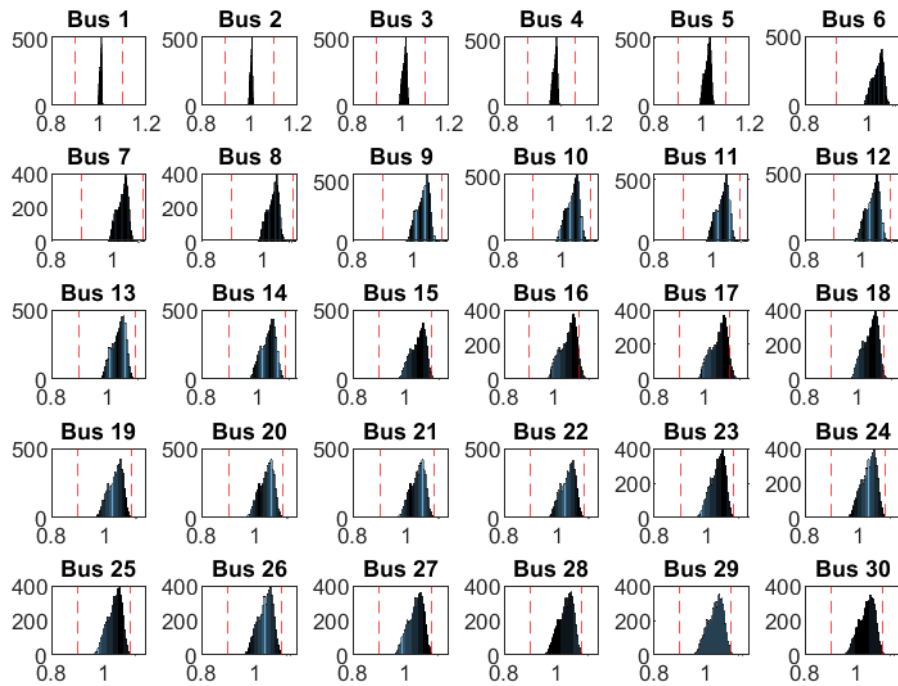 Bus 1 Bus 2 Bus 3 Bus 4 Bus 5 Bus 6
500 500 500 500 500 500
0 0 0 0 0 0
0.8 1 1.2 0.8 1 1.2 0.8 1 1.2 0.8 1 1.2 0.8 1 1.2 0.8 1
Bus 7 Bus 8 Bus 9 Bus 10 Bus 11 Bus 12
400 400 500 500 500 500
200 200
0 0 0 0 0 0
0.8 1 0.8 1 0.8 1 0.8 1 0.8 1 0.8 1
Bus 13 Bus 14 Bus 15 Bus 16 Bus 17 Bus 18
500 500 500 400 400 400
200 200 200
0 0 0 0 0 0
0.8 1 0.8 1 0.8 1 0.8 1 0.8 1 0.8 1
Bus 19 Bus 20 Bus 21 Bus 22 Bus 23 Bus 24
500 500 500 500 400 400
200 200
0 0 0 0 0 0
0.8 1 0.8 1 0.8 1 0.8 1 0.8 1 0.8 1
Bus 25 Bus 26 Bus 27 Bus 28 Bus 29 Bus 30
400 400 400 400 400 400
200 200 200 200 200 200
0 0 0 0 0 0
0.8 1 0.8 1 0.8 1 0.8 1 0.8 1 0.8 1